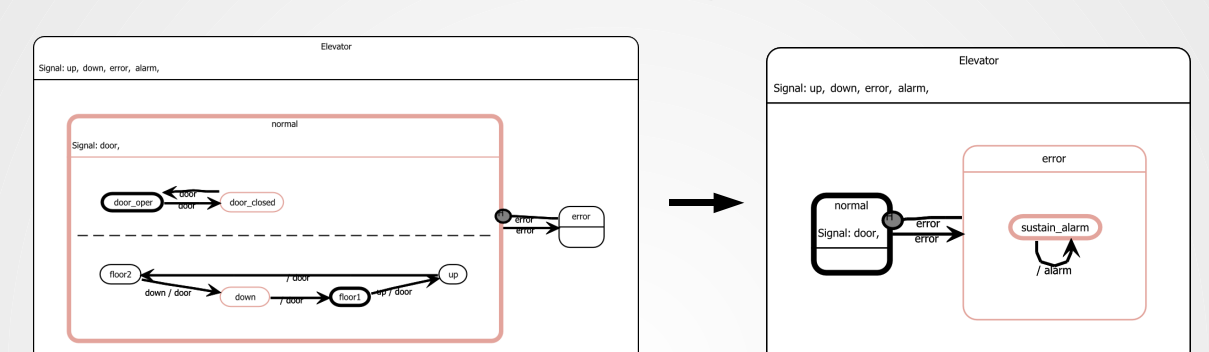 Elevator
Signal: up, down, error, alarm,
normal
Signal: door,
door
door_oper
door_closed
door
H
error
error
error
floor2
/ door
up
down / door
down
/ door
floor1
up / door
Elevator
Signal: up, down, error, alarm,
error
normal
H
error
Signal: door,
error
sustain_alarm
/ alarm